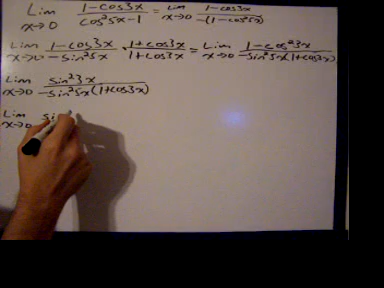 Lim x→0 (1-cos3x)/(cos²5x-1) = Lim x→0 (1-cos3x)/(-(1-cos²5x))
Lim x→0 (1-cos3x)/(-sin²5x) · (1+cos3x)/(1+cos3x) = Lim x→0 (1-cos²3x)/(-sin²5x(1+cos3x))
Lim x→0 (sin²3x)/(-sin²5x(1+cos3x))
Lim x→0 sin